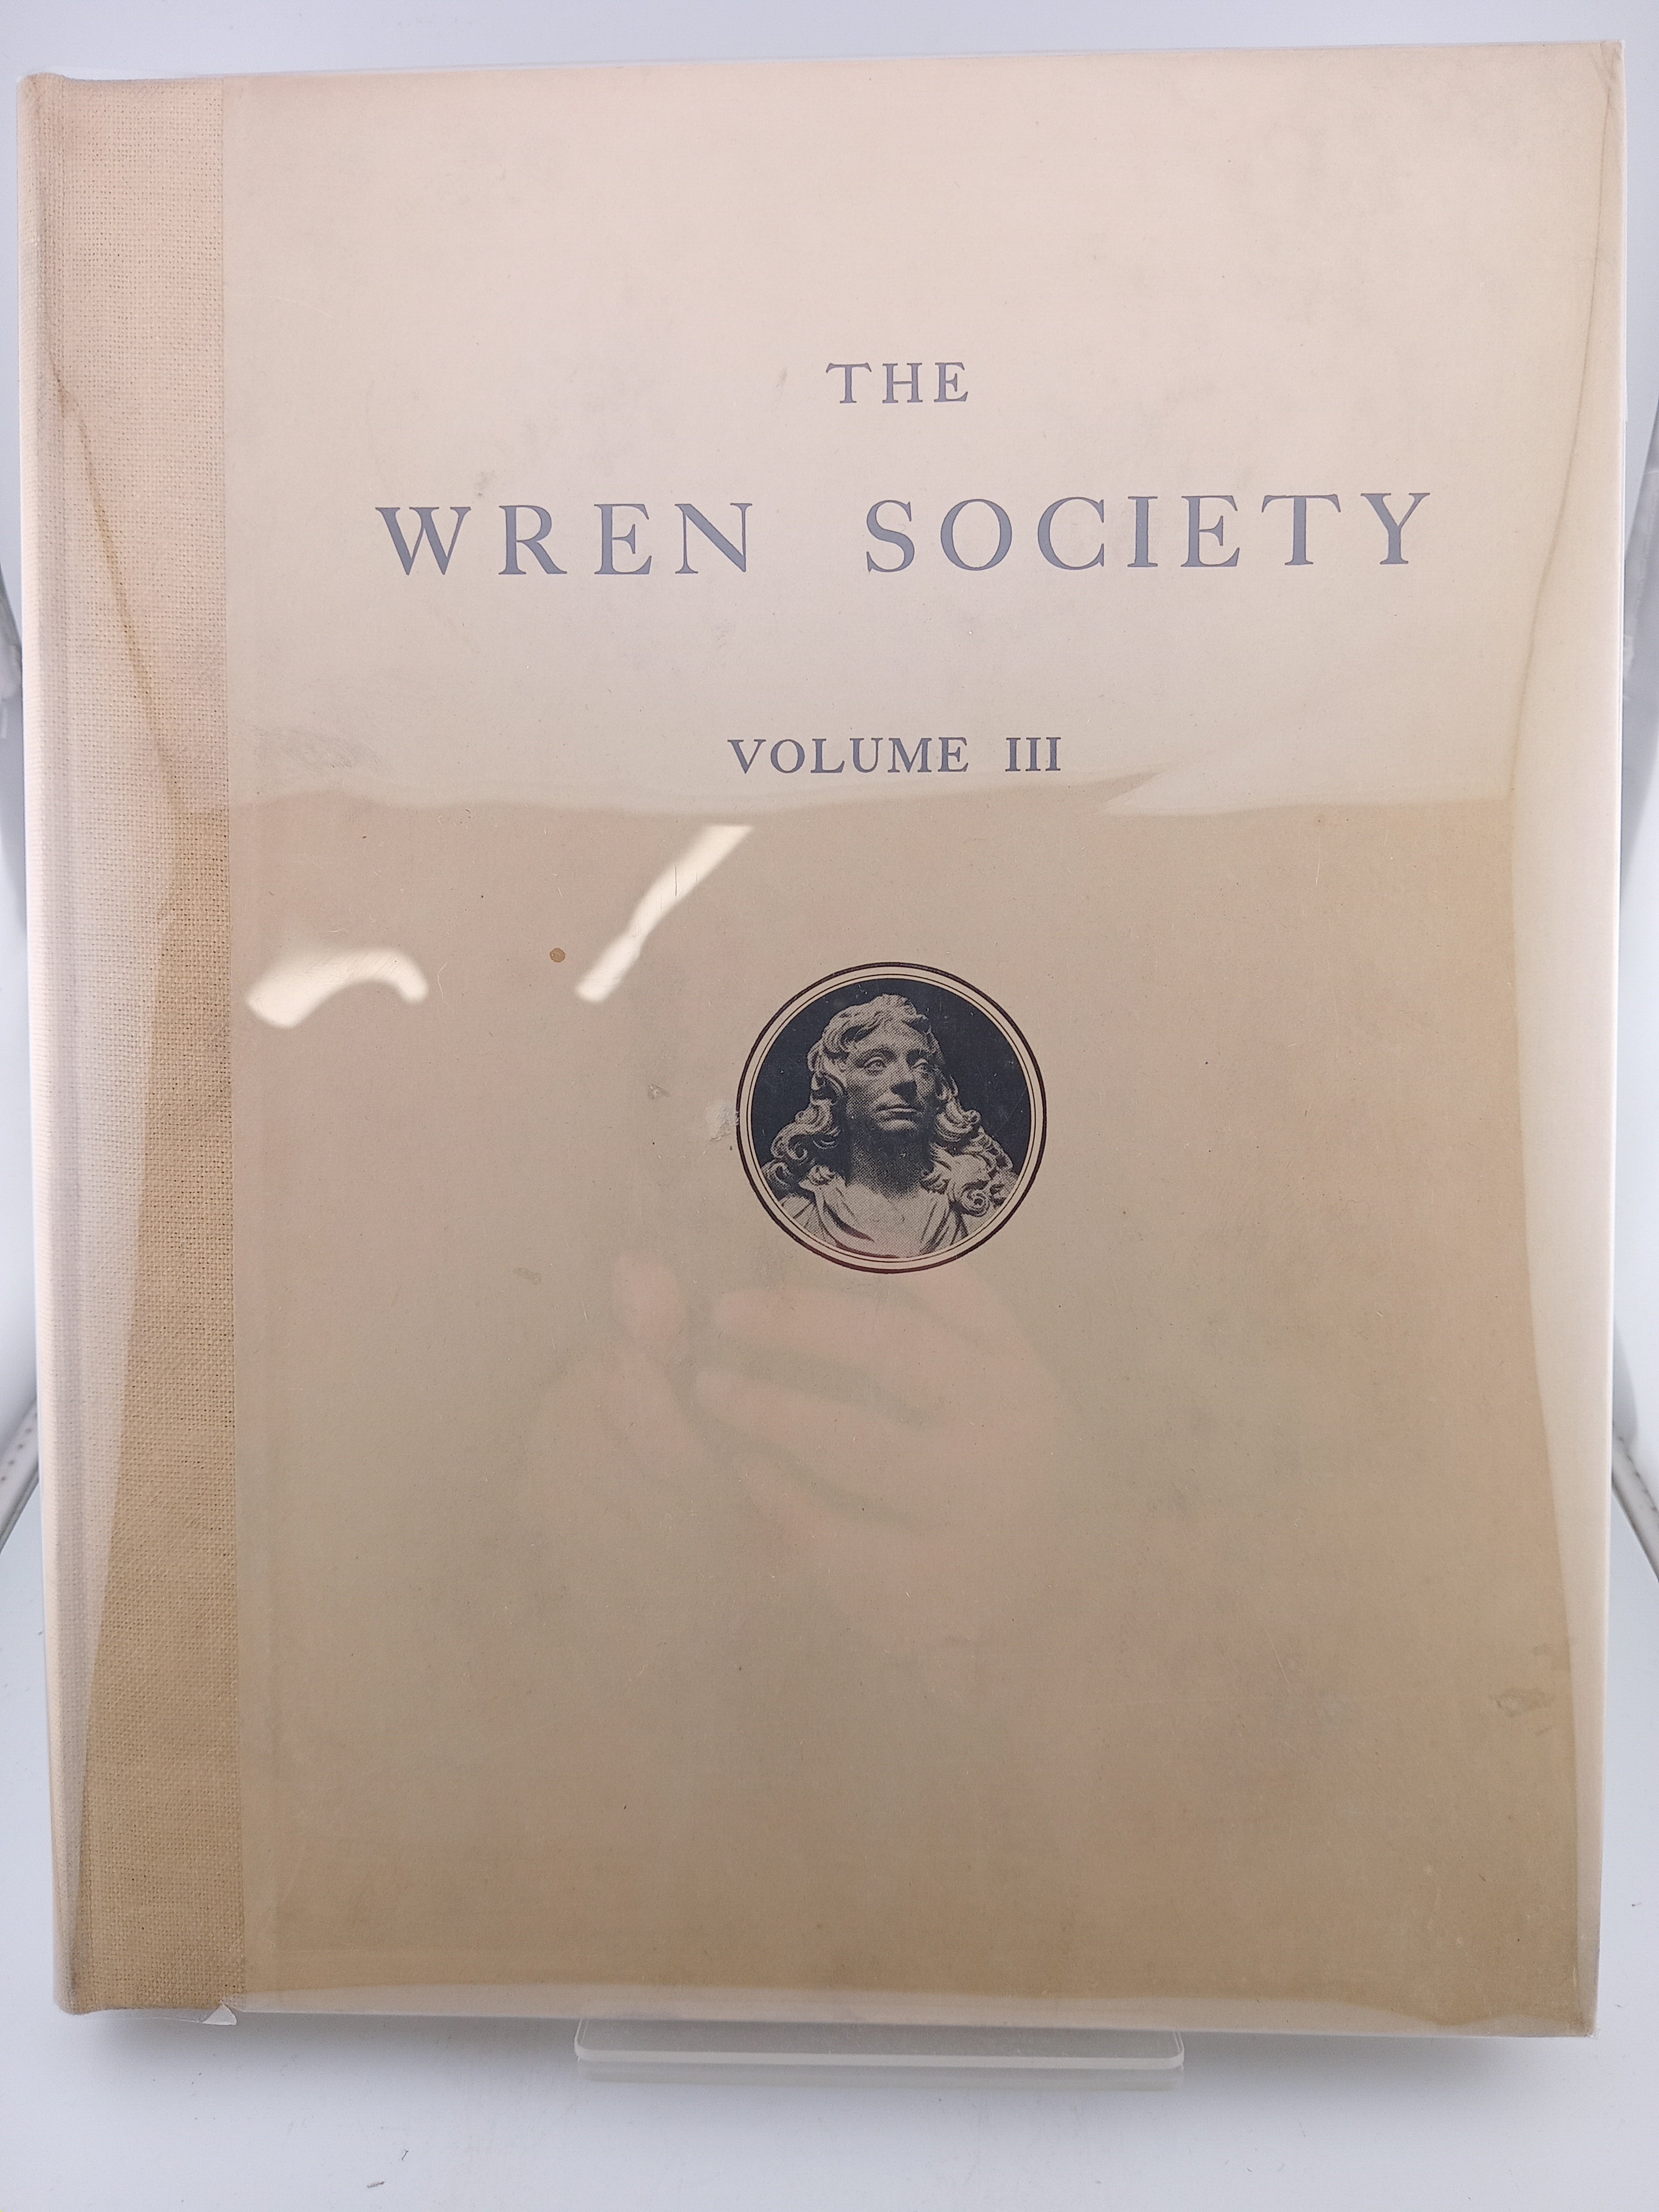 THE
WREN SOCIETY
VOLUME III